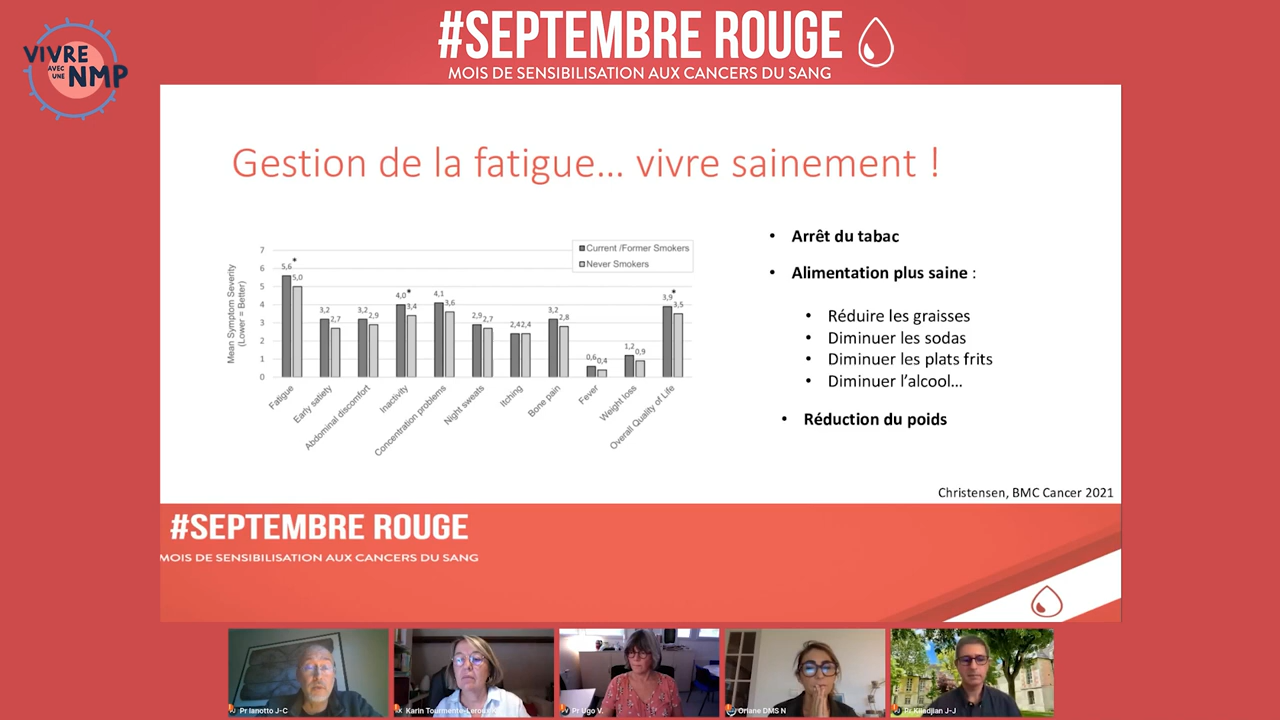 VIVRE
AVEC
UNE
NMP
#SEPTEMBRE ROUGE
MOIS DE SENSIBILISATION AUX CANCERS DU SANG
Gestion de la fatigue... vivre sainement !
Mean Symptom Severity
(Lower = Better)
7
6
5
4
3
2
1
0
Current /Former Smokers
Never Smokers
5,6
*
5,0
3,2
2,7
3,2
2,9
4,0
*
3,4
4,1
3,6
2,9
2,7
2,4
2,4
3,2
2,8
0,6
0,4
1,2
0,9
3,9
*
3,5
Fatigue
Early satiety
Abdominal discomfort
Inactivity
Concentration problems
Night sweats
Itching
Bone pain
Fever
Weight loss
Overall Quality of Life
• Arrêt du tabac
• Alimentation plus saine :
• Réduire les graisses
• Diminuer les sodas
• Diminuer les plats frits
• Diminuer l’alcool...
• Réduction du poids
Christensen, BMC Cancer 2021
#SEPTEMBRE ROUGE
MOIS DE SENSIBILISATION AUX CANCERS DU SANG
Pr Ianotto J-C
Karin Tourmente-Leroux
Pr Ugo V.
Oriane DMS N
Pr Kiladjian J-J